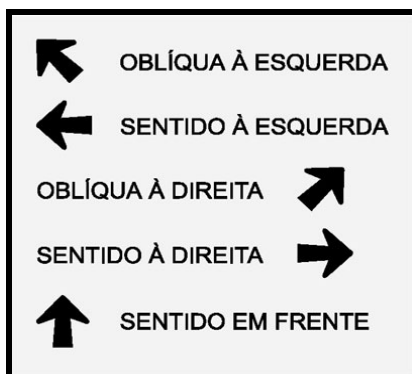 OBLÍQUA À ESQUERDA
SENTIDO À ESQUERDA
OBLÍQUA À DIREITA
SENTIDO À DIREITA
SENTIDO EM FRENTE